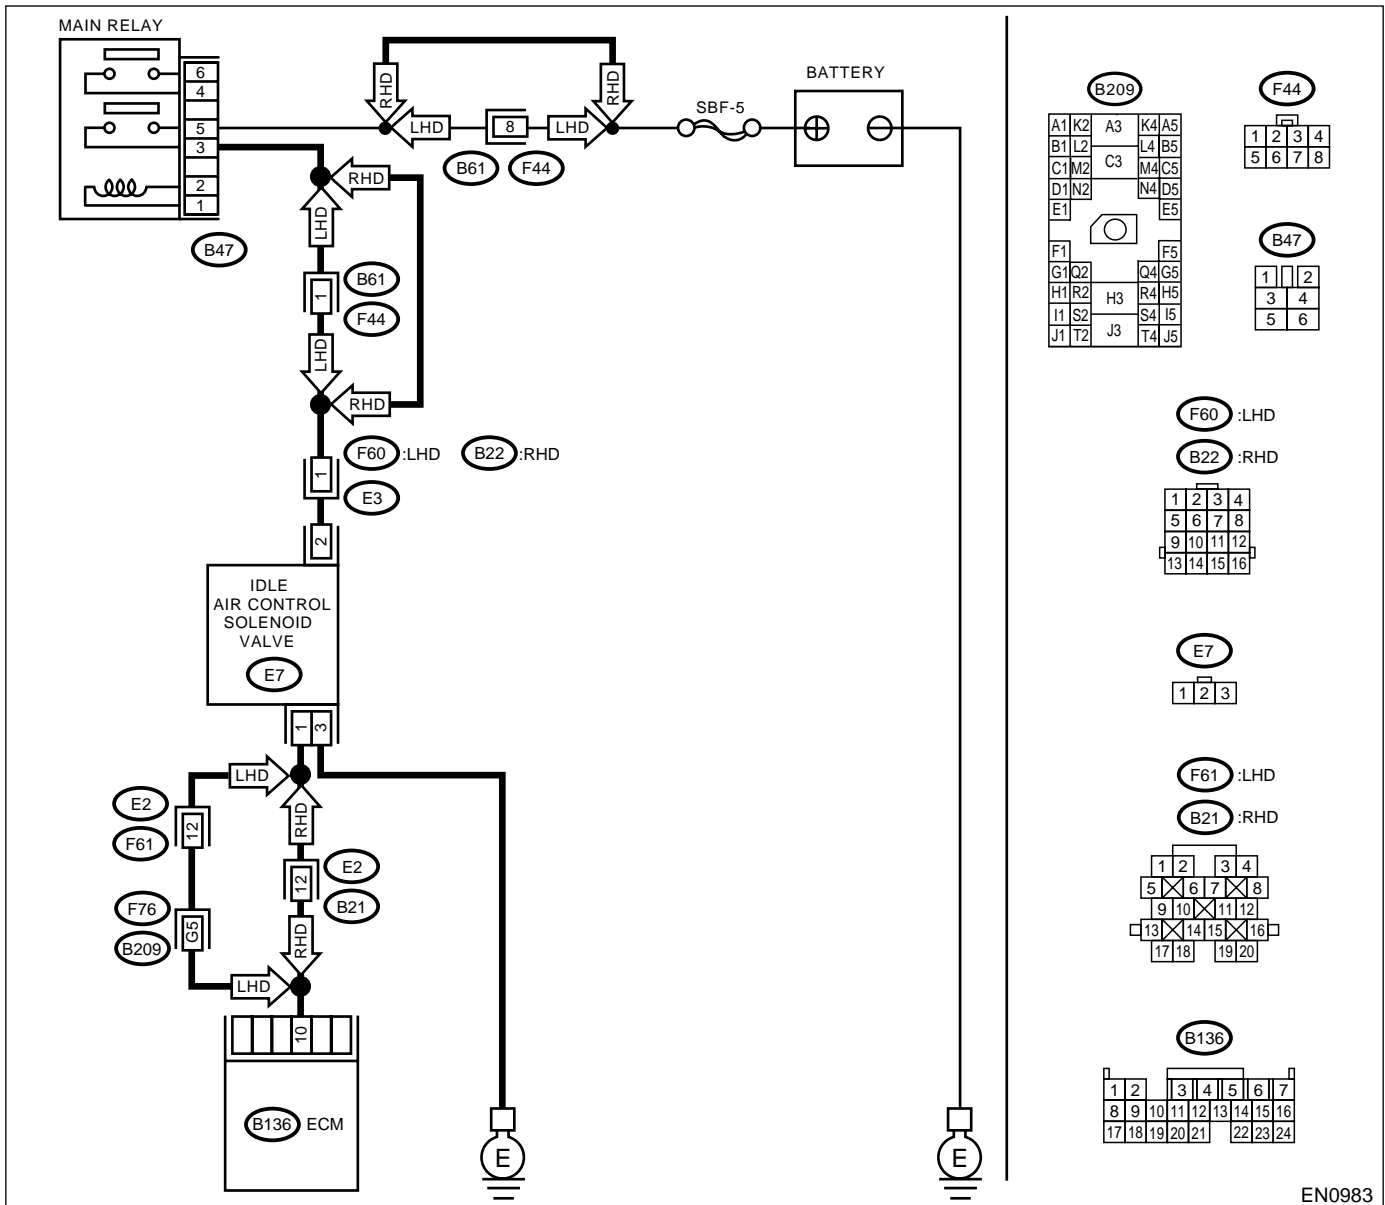 MAIN RELAY
6
4
5
3
2
1
B47
RHD
LHD
8
LHD
RHD
B61
F44
SBF-5
BATTERY
RHD
LHD
1
B61
F44
LHD
RHD
1
F60 :LHD
B22 :RHD
E3
2
IDLE
AIR CONTROL
SOLENOID
VALVE
E7
1 3
LHD
RHD
E2
F61
12
12
E2
B21
F76
B209
G5
RHD
LHD
10
B136 ECM
E
E
B209
A1 K2 A3 K4 A5
B1 L2 L4 B5
C3
C1 M2 M4 C5
D1 N2 N4 D5
E1 E5
F1 F5
G1 Q2 Q4 G5
H1 R2 H3 R4 H5
I1 S2 S4 I5
J1 T2 J3 T4 J5
F44
1 2 3 4
5 6 7 8
B47
1 2
3 4
5 6
F60 :LHD
B22 :RHD
1 2 3 4
5 6 7 8
9 10 11 12
13 14 15 16
E7
1 2 3
F61 :LHD
B21 :RHD
1 2 3 4
5 6 7 8
9 10 11 12
13 14 15 16
17 18 19 20
B136
1 2 3 4 5 6 7
8 9 10 11 12 13 14 15 16
17 18 19 20 21 22 23 24
EN0983